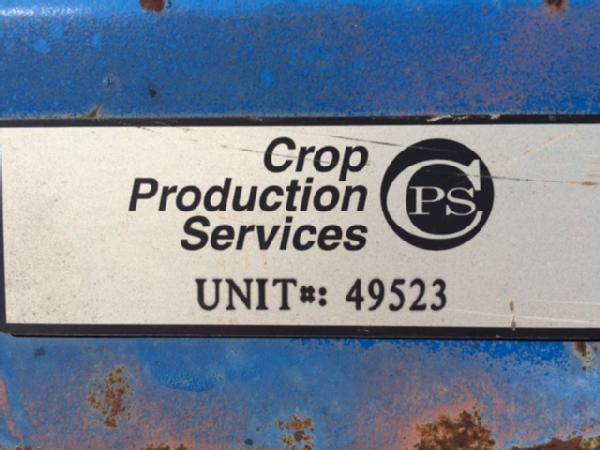 Crop
Production
Services
CPS
UNIT#: 49523